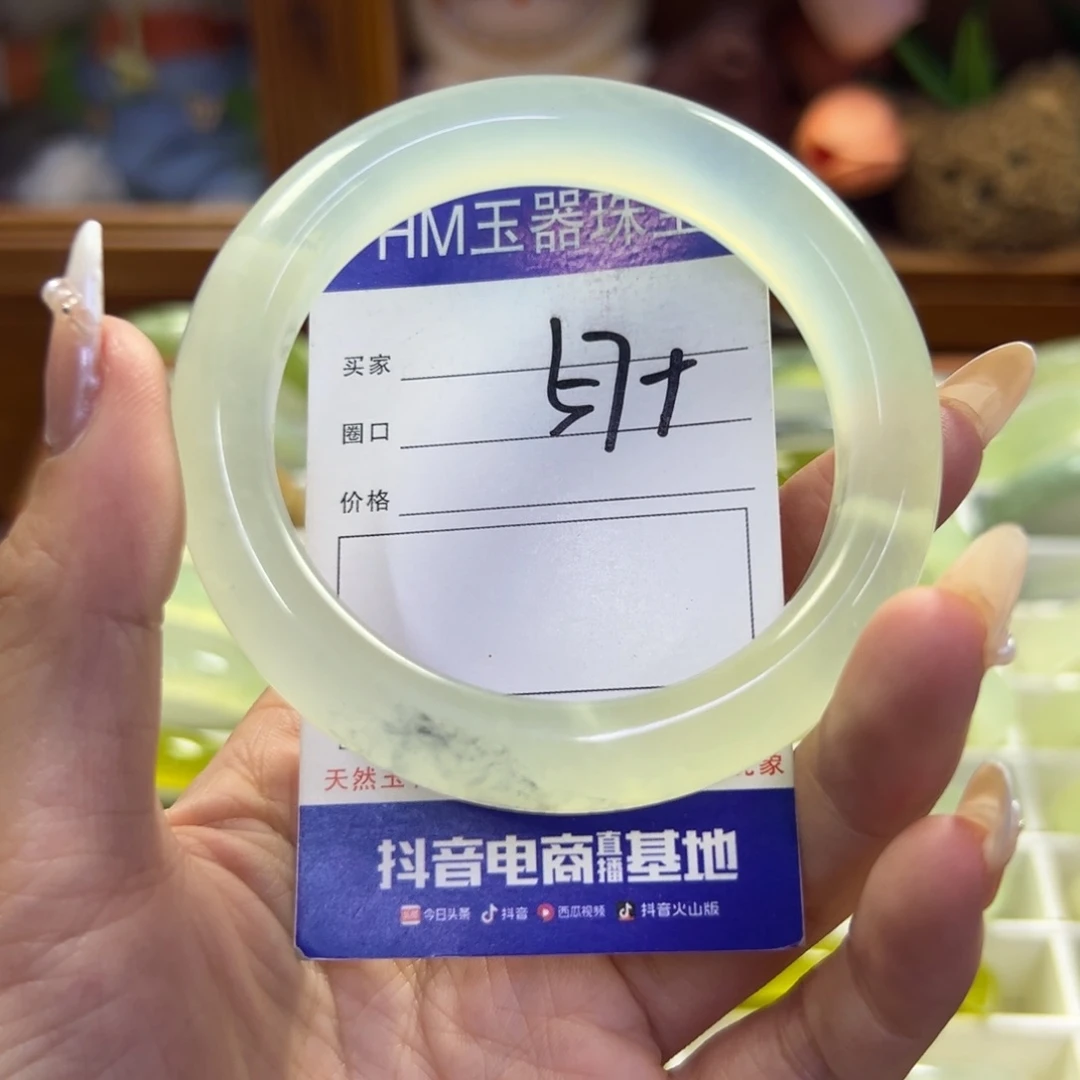 HM玉器珠宝
买家
57+
圈口
价格
天然玉
象
抖音电商直播基地
今日头条 抖音 西瓜视频 抖音火山版